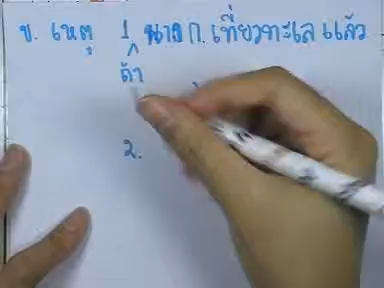 ข. เหตุ 1 นาย ก. เที่ยวทะเล แล้ว
ถ้า
2.